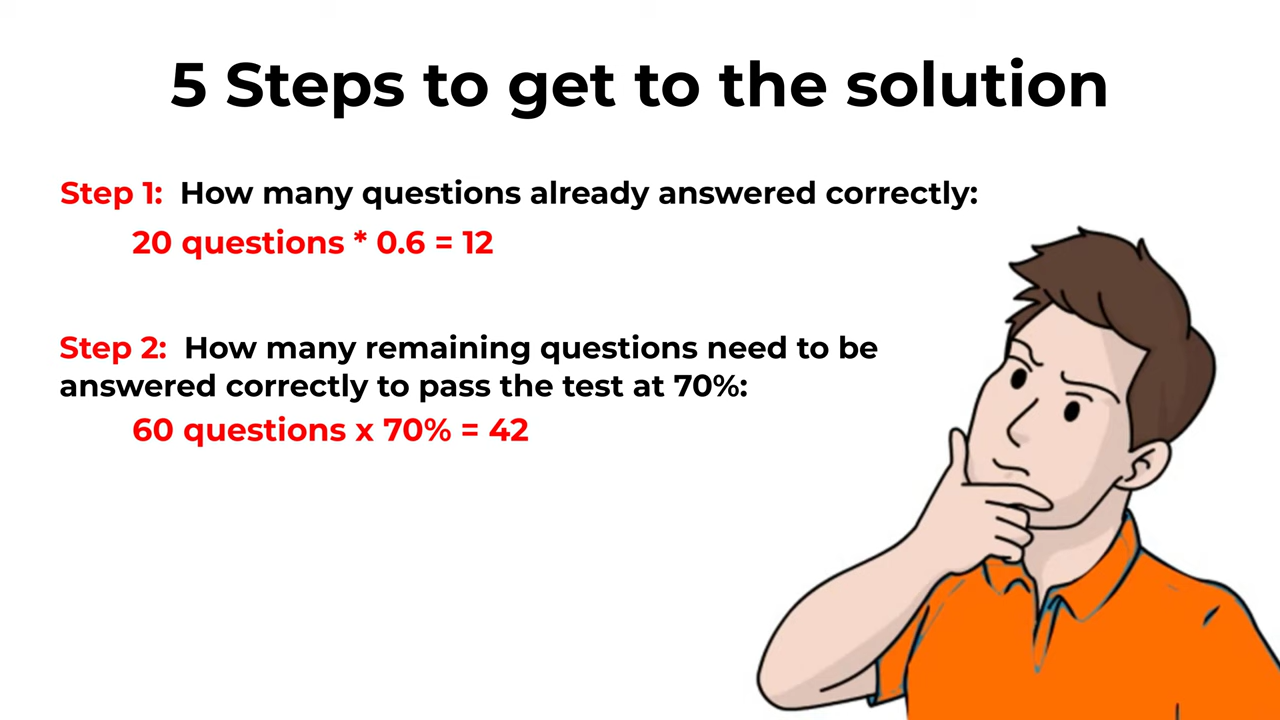 5 Steps to get to the solution
Step 1: How many questions already answered correctly:
20 questions * 0.6 = 12
Step 2: How many remaining questions need to be
answered correctly to pass the test at 70%:
60 questions x 70% = 42